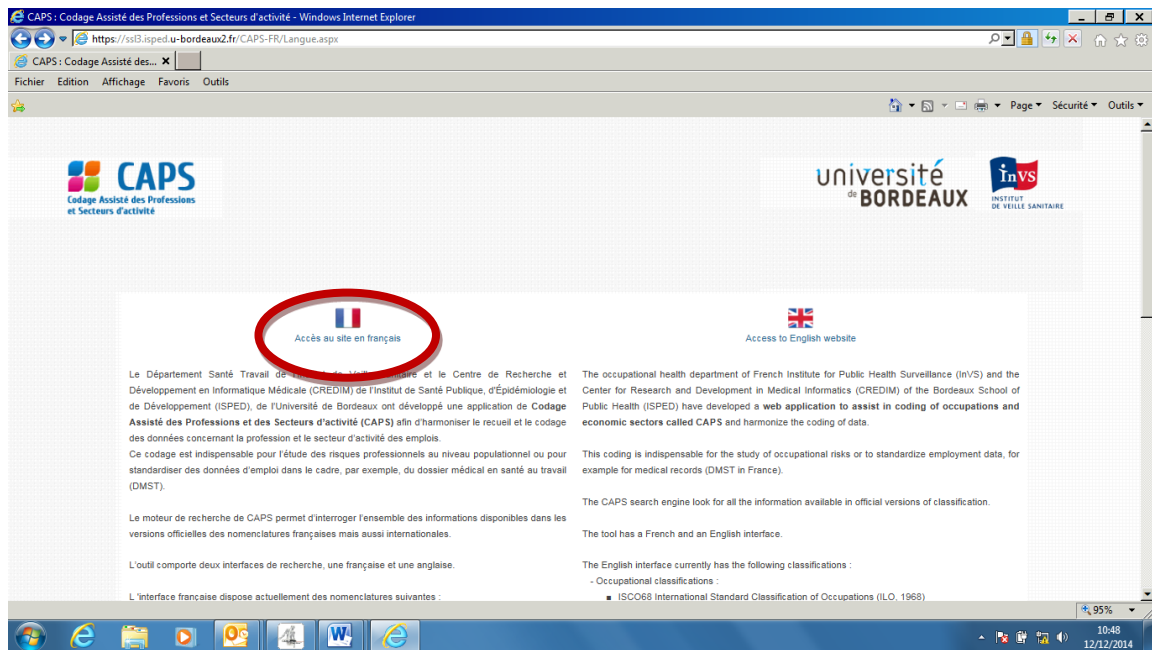 CAPS : Codage Assisté des Professions et Secteurs d'activité - Windows Internet Explorer
https://ssl3.isped.u-bordeaux2.fr/CAPS-FR/Langue.aspx
CAPS : Codage Assisté des...
Fichier Edition Affichage Favoris Outils
Page Sécurité Outils
CAPS
Codage Assisté des Professions
et Secteurs d'activité
université
de BORDEAUX
InVS
INSTITUT
DE VEILLE SANITAIRE
Accès au site en français
Le Département Santé Travail de Veille et le Centre de Recherche et
Développement en Informatique Médicale (CREDIM) de l'Institut de Santé Publique, d'Épidémiologie et
de Développement (ISPED), de l'Université de Bordeaux ont développé une application de Codage
Assisté des Professions et des Secteurs d'activité (CAPS) afin d'harmoniser le recueil et le codage
des données concernant la profession et le secteur d'activité des emplois.
Ce codage est indispensable pour l'étude des risques professionnels au niveau populationnel ou pour
standardiser des données d'emploi dans le cadre, par exemple, du dossier médical en santé au travail
(DMST).
Le moteur de recherche de CAPS permet d'interroger l'ensemble des informations disponibles dans les
versions officielles des nomenclatures françaises mais aussi internationales.
L'outil comporte deux interfaces de recherche, une française et une anglaise.
L 'interface française dispose actuellement des nomenclatures suivantes :
Access to English website
The occupational health department of French Institute for Public Health Surveillance (InVS) and the
Center for Research and Development in Medical Informatics (CREDIM) of the Bordeaux School of
Public Health (ISPED) have developed a web application to assist in coding of occupations and
economic sectors called CAPS and harmonize the coding of data.
This coding is indispensable for the study of occupational risks or to standardize employment data, for
example for medical records (DMST in France).
The CAPS search engine look for all the information available in official versions of classification.
The tool has a French and an English interface.
The English interface currently has the following classifications :
- Occupational classifications :
■ ISCO68 International Standard Classification of Occupations (ILO, 1968)
95%
10:48
12/12/2014